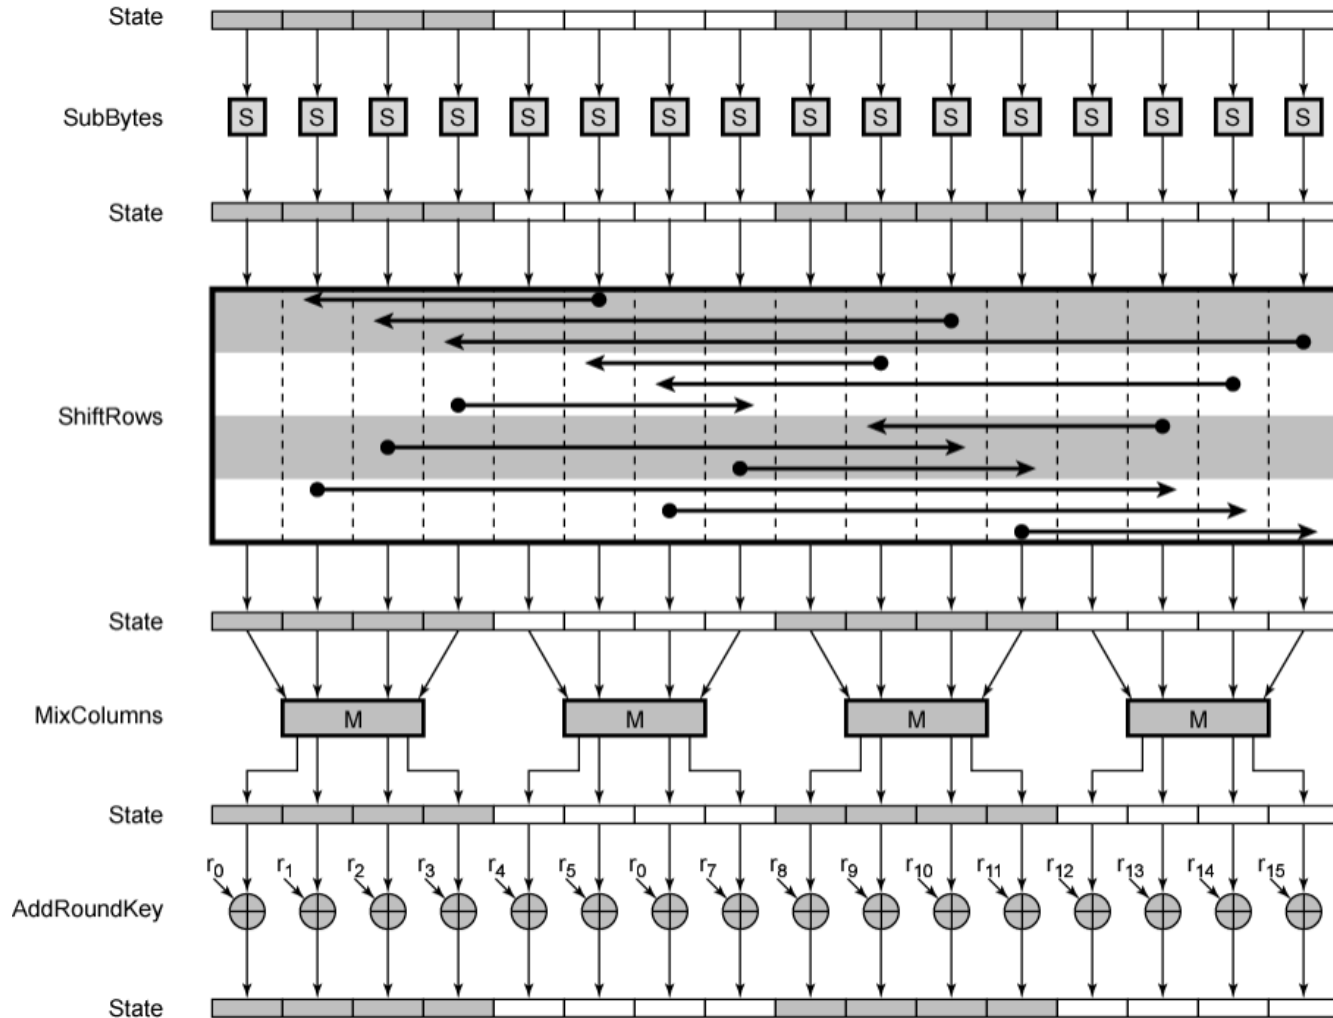 State
SubBytes S S S S S S S S S S S S S S S S
State
ShiftRows
State
MixColumns M M M M
State
r0 r1 r2 r3 r4 r5 r0 r7 r8 r9 r10 r11 r12 r13 r14 r15
AddRoundKey
State